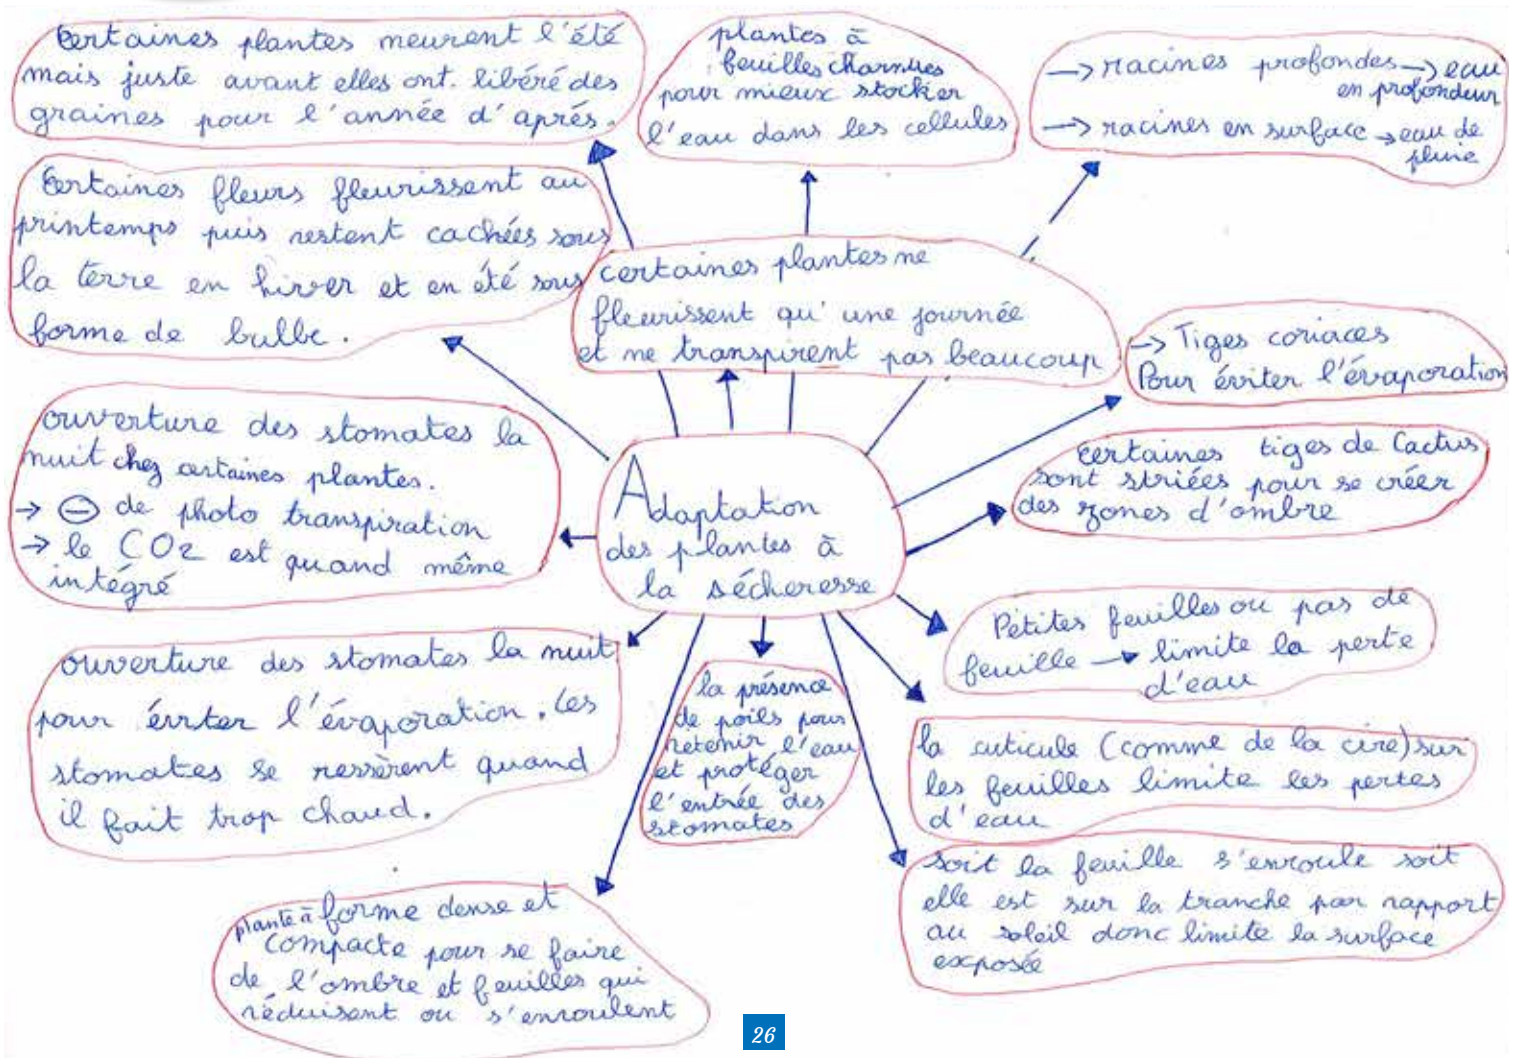 Certaines plantes meurent l'été
mais juste avant elles ont. libéré des
graines pour l'année d'aprés.
plantes à
feuilles charnues
pour mieux stocker
l'eau dans les cellules
→ racines profondes → eau
en profondeur
→ racines en surface → eau de
pluie
Certaines fleurs fleurissent au
printemps puis restent cachées sous
la terre en hiver et en été sous
forme de bulbe.
certaines plantes ne
fleurissent qu'une journée
et ne transpirent pas beaucoup
→ Tiges coriaces
Pour éviter l'évaporation
ouverture des stomates la
nuit chez certaines plantes.
→ ⊖ de photo transpiration
→ le CO2 est quand même
intégré
Adaptation
des plantes à
la sécheresse
certaines tiges de Cactus
sont striées pour se créer
des zones d'ombre
Petites feuilles ou pas de
feuille → limite la perte
d'eau
ouverture des stomates la nuit
pour éviter l'évaporation. Les
stomates se ressèrent quand
il fait trop chaud.
la présence
de poils pour
retenir l'eau
et protéger
l'entrée des
stomates
la cuticule (comme de la cire) sur
les feuilles limite les pertes
d'eau
soit la feuille s'enroule soit
elle est sur la tranche par rapport
au soleil donc limite la surface
exposée
plante à forme dense et
compacte pour se faire
de l'ombre et feuilles qui
réduisent ou s'enroulent
26